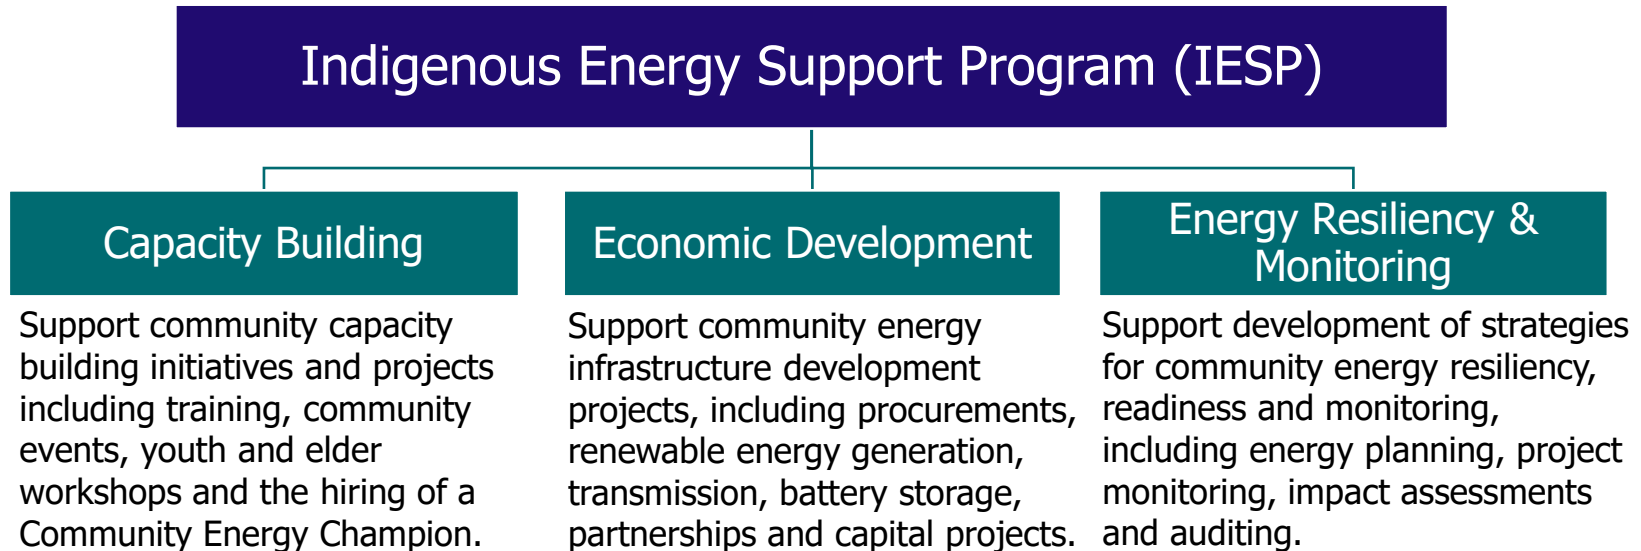 Indigenous Energy Support Program (IESP)
Capacity Building
Support community capacity
building initiatives and projects
including training, community
events, youth and elder
workshops and the hiring of a
Community Energy Champion.
Economic Development
Support community energy
infrastructure development
projects, including procurements,
renewable energy generation,
transmission, battery storage,
partnerships and capital projects.
Energy Resiliency &
Monitoring
Support development of strategies
for community energy resiliency,
readiness and monitoring,
including energy planning, project
monitoring, impact assessments
and auditing.